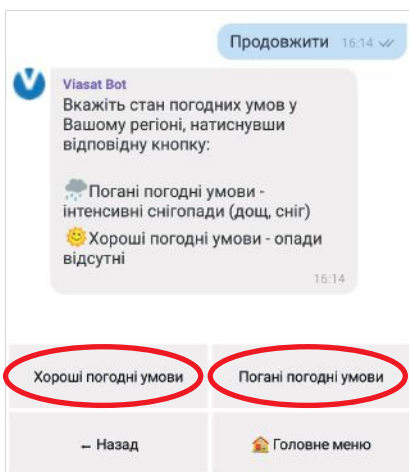 Продовжити 16:14
Viasat Bot
Вкажіть стан погодних умов у
Вашому регіоні, натиснувши
відповідну кнопку:
🌨Погані погодні умови -
інтенсивні снігопади (дощ, сніг)
🌞Хороші погодні умови - опади
відсутні
16:14
Хороші погодні умови Погані погодні умови
← Назад 🏠 Головне меню